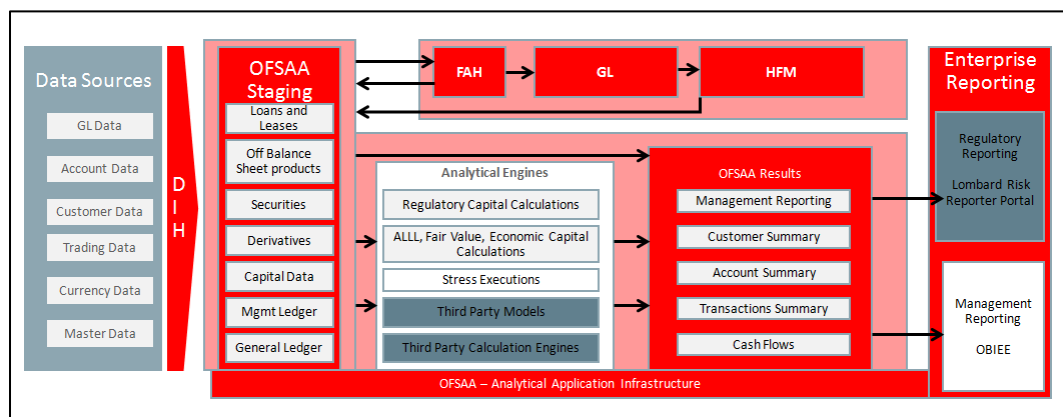 Data Sources
GL Data
Account Data
Customer Data
Trading Data
Currency Data
Master Data
D
I
H
OFSAA
Staging
Loans and
Leases
Off Balance
Sheet products
Securities
Derivatives
Capital Data
Mgmt Ledger
General Ledger
FAH
GL
HFM
Analytical Engines
Regulatory Capital Calculations
ALLL, Fair Value, Economic Capital
Calculations
Stress Executions
Third Party Models
Third Party Calculation Engines
OFSAA Results
Management Reporting
Customer Summary
Account Summary
Transactions Summary
Cash Flows
Enterprise
Reporting
Regulatory
Reporting
Lombard Risk
Reporter Portal
Management
Reporting
OBIEE
OFSAA – Analytical Application Infrastructure